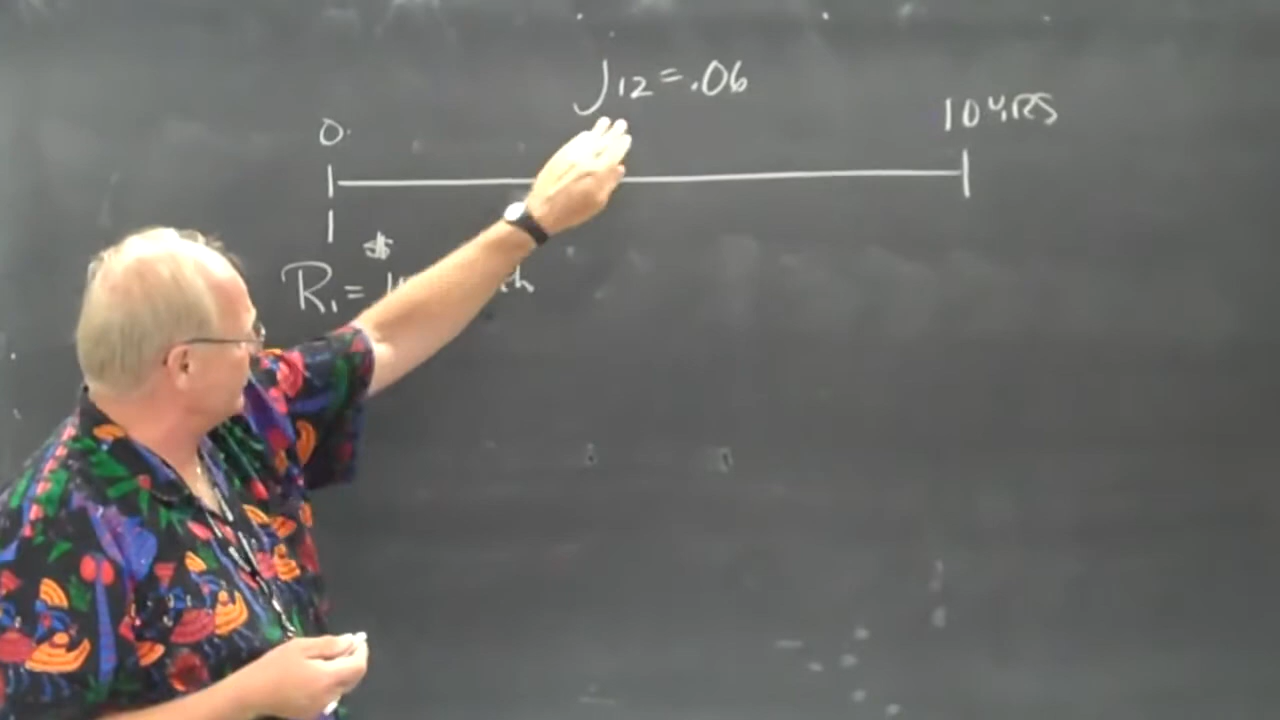 J12 = .06
0 10 YRS
$
R1 =